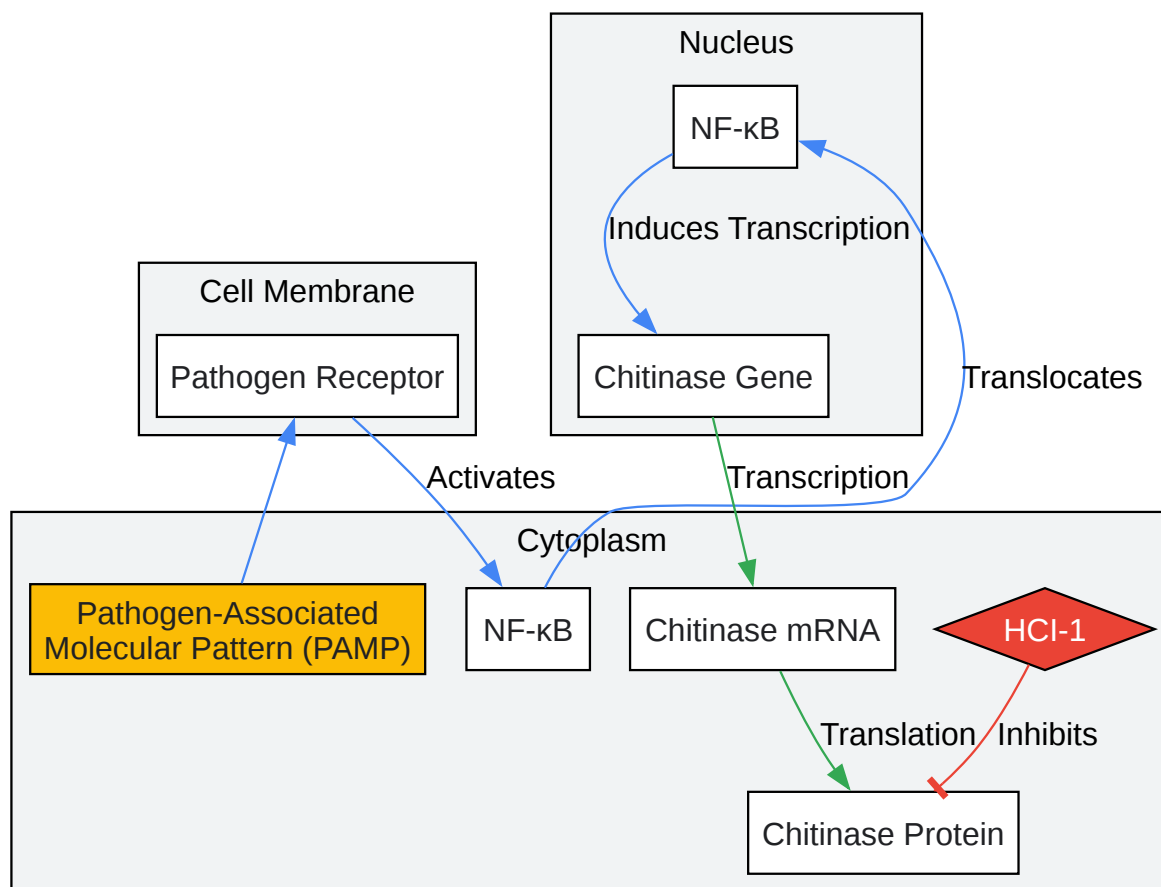 Nucleus
NF-κB
Induces Transcription
Cell Membrane
Pathogen Receptor
Chitinase Gene
Translocates
Activates
Transcription
Cytoplasm
Pathogen-Associated
Molecular Pattern (PAMP)
NF-κB
Chitinase mRNA
HCI-1
Translation
Inhibits
Chitinase Protein